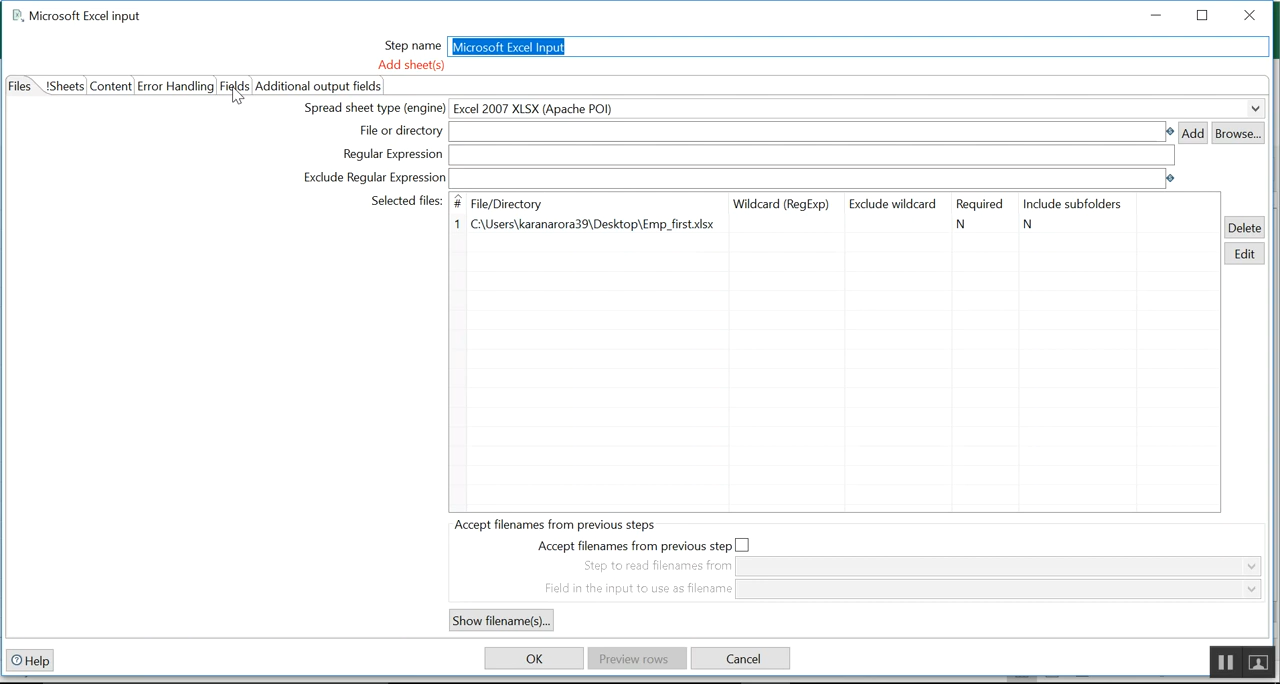 Microsoft Excel input
Step name Microsoft Excel Input
Add sheet(s)
Files !Sheets Content Error Handling Fields Additional output fields
Spread sheet type (engine) Excel 2007 XLSX (Apache POI)
File or directory Add Browse...
Regular Expression
Exclude Regular Expression
Selected files: # File/Directory Wildcard (RegExp) Exclude wildcard Required Include subfolders
1 C:\Users\karanarora39\Desktop\Emp_first.xlsx N N
Delete
Edit
Accept filenames from previous steps
Accept filenames from previous step
Step to read filenames from
Field in the input to use as filename
Show filename(s)...
Help OK Preview rows Cancel